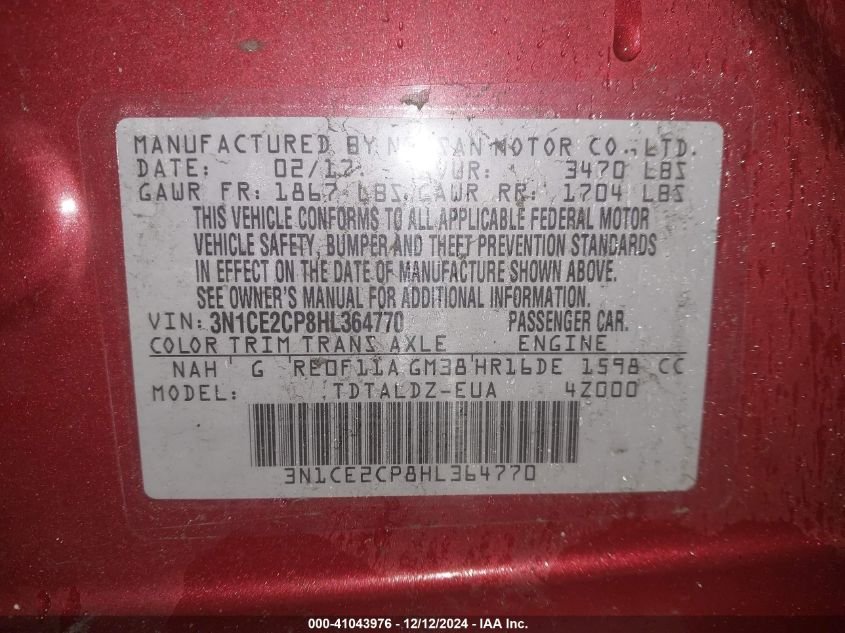 MANUFACTURED BY NISSAN MOTOR CO., LTD.
DATE: 02/17 GVWR: 3470 LBS
GAWR FR: 1867 LBS. GAWR RR: 1704 LBS
THIS VEHICLE CONFORMS TO ALL APPLICABLE FEDERAL MOTOR
VEHICLE SAFETY, BUMPER AND THEFT PREVENTION STANDARDS
IN EFFECT ON THE DATE OF MANUFACTURE SHOWN ABOVE.
SEE OWNER'S MANUAL FOR ADDITIONAL INFORMATION.
VIN: 3N1CE2CP8HL364770 PASSENGER CAR.
COLOR TRIM TRANS AXLE ENGINE
NAH G RE0F11A GM38 HR16DE 1598 CC
MODEL: TDTALDZ-EUA 4Z000
3N1CE2CP8HL364770
000-41043976 - 12/12/2024 - IAA Inc.